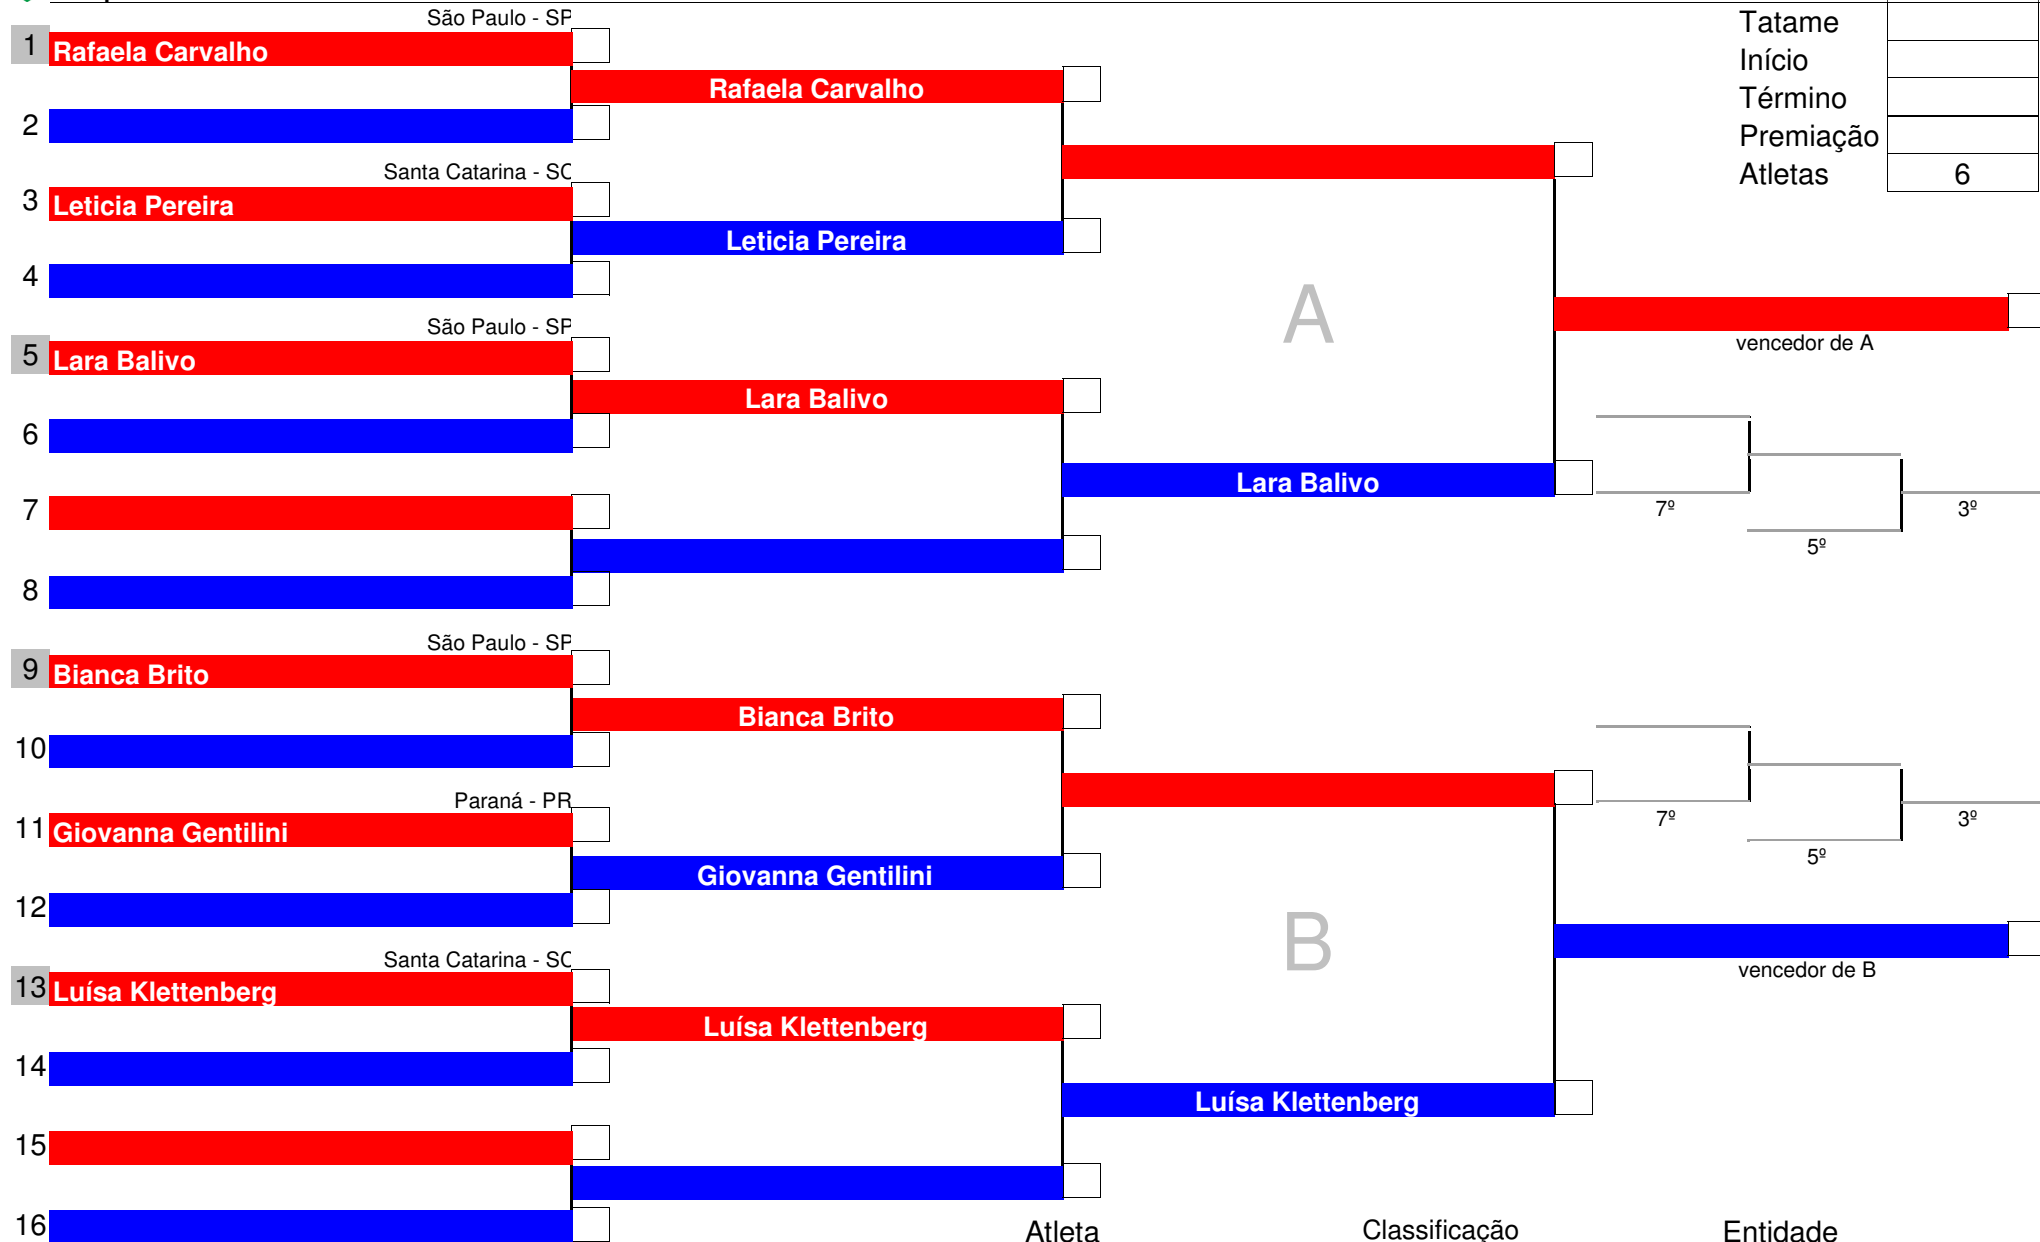 São Paulo - SP
Tatame
1 Rafaela Carvalho
Início
Rafaela Carvalho
Término
2
Premiação
Santa Catarina - SC
Atletas 6
3 Leticia Pereira
Leticia Pereira
4
A
São Paulo - SP
vencedor de A
5 Lara Balivo
Lara Balivo
6
Lara Balivo
7
7º 3º
5º
8
São Paulo - SP
9 Bianca Brito
Bianca Brito
10
Paraná - PR
7º 3º
11 Giovanna Gentilini
5º
Giovanna Gentilini
12
B
Santa Catarina - SC
vencedor de B
13 Luísa Klettenberg
Luísa Klettenberg
14
Luísa Klettenberg
15
16
Atleta Classificação Entidade